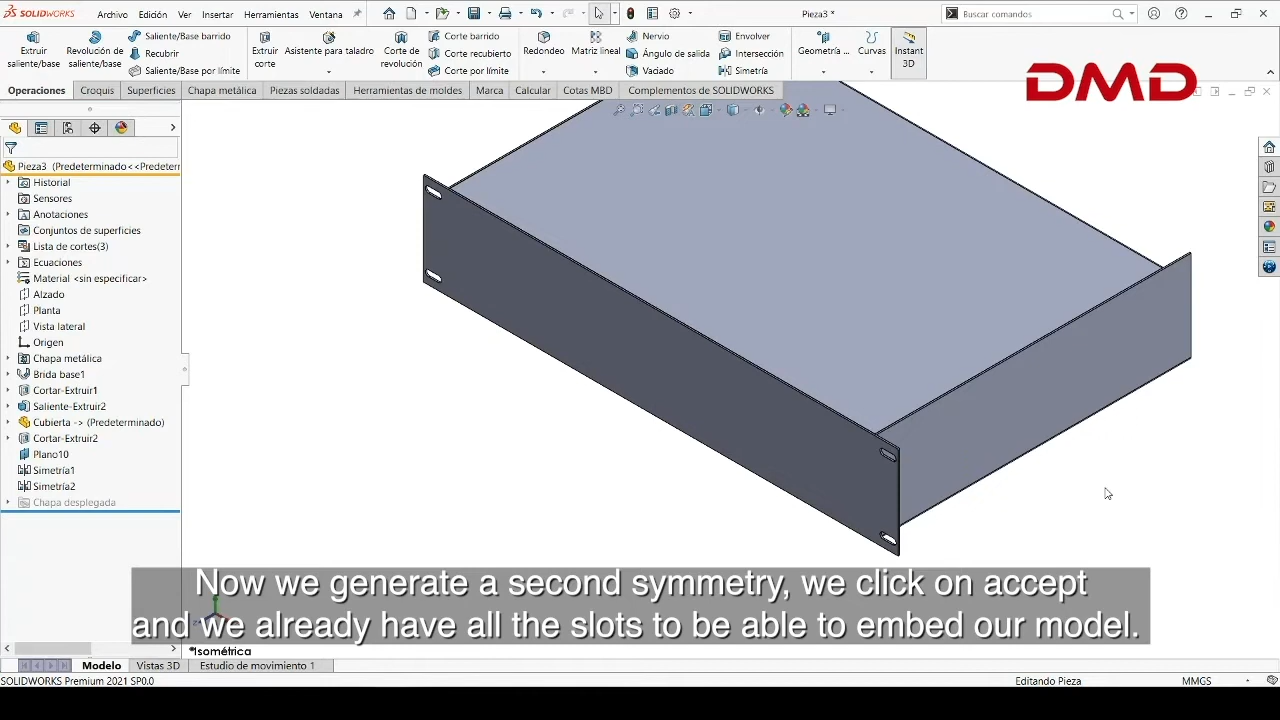 SOLIDWORKS
Archivo Edición Ver Insertar Herramientas Ventana
Pieza3 *
Buscar comandos
Extruir saliente/base
Revolución de saliente/base
Saliente/Base barrido
Recubrir
Saliente/Base por límite
Extruir corte
Asistente para taladro
Corte de revolución
Corte barrido
Corte recubierto
Corte por límite
Redondeo
Matriz lineal
Nervio
Ángulo de salida
Vaciado
Envolver
Intersección
Simetría
Geometría ...
Curvas
Instant 3D
DMD
Operaciones Croquis Superficies Chapa metálica Piezas soldadas Herramientas de molde Marca Calcular Cotas MBD Complementos de SOLIDWORKS
Pieza3 (Predeterminado<<Predeterm
Historial
Sensores
Anotaciones
Conjuntos de superficies
Lista de cortes(3)
Ecuaciones
Material <sin especificar>
Alzado
Planta
Vista lateral
Origen
Chapa metálica
Brida base1
Cortar-Extruir1
Saliente-Extruir2
Cubierta -> (Predeterminado)
Cortar-Extruir2
Plano10
Simetría1
Simetría2
Chapa desplegada
Now we generate a second symmetry, we click on accept
and we already have all the slots to be able to embed our model.
*Isométrica
Modelo Vistas 3D Estudio de movimiento 1
SOLIDWORKS Premium 2021 SP0.0
Editando Pieza
MMGS